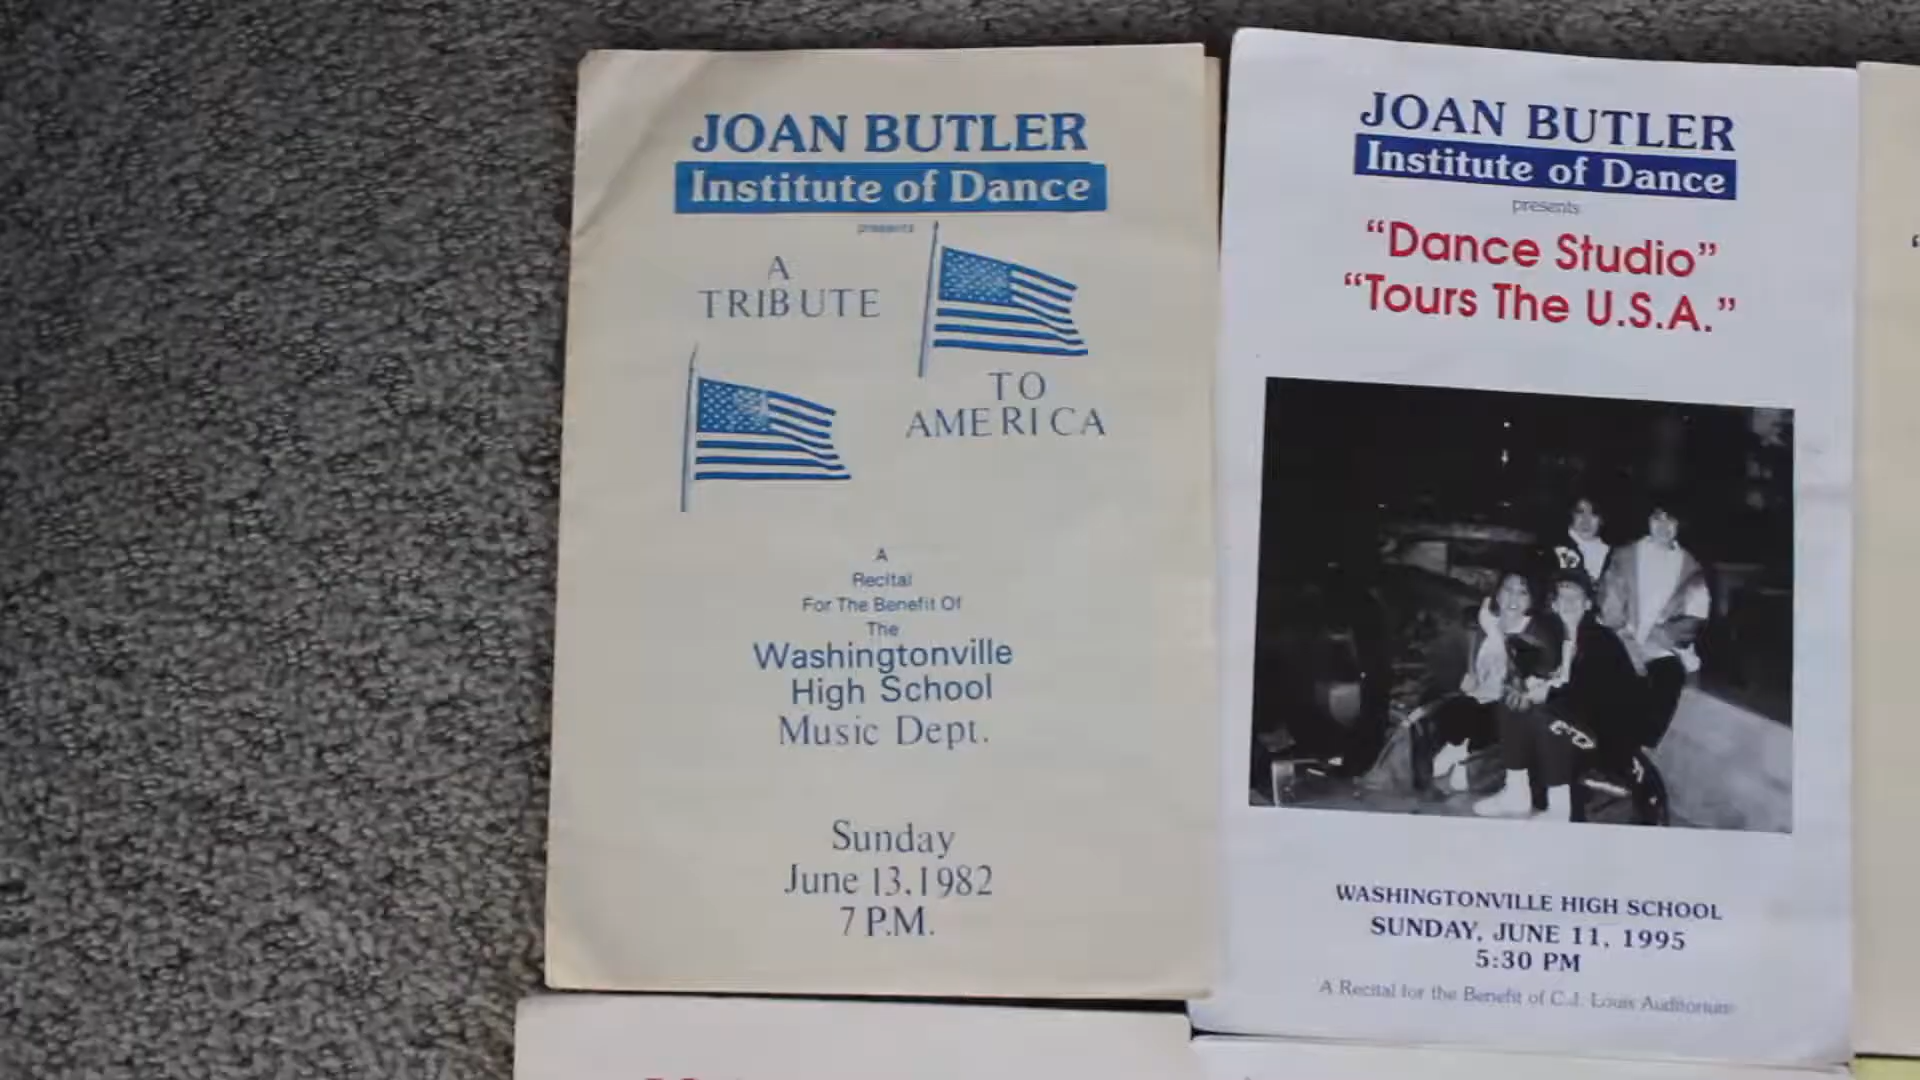 JOAN BUTLER
Institute of Dance
presents
A
TRIBUTE
TO
AMERICA
A
Recital
For The Benefit Of
The
Washingtonville
High School
Music Dept.
Sunday
June 13, 1982
7 P.M.
JOAN BUTLER
Institute of Dance
presents
“Dance Studio”
“Tours The U.S.A.”
WASHINGTONVILLE HIGH SCHOOL
SUNDAY, JUNE 11, 1995
5:30 PM
A Recital for the Benefit of C.J. Louis Auditorium